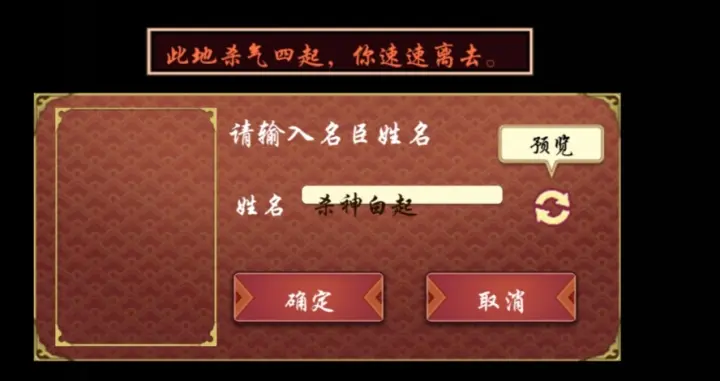 此地杀气四起，你速速离去。
请输入名臣姓名
预览
姓名 杀神白起
确定 取消